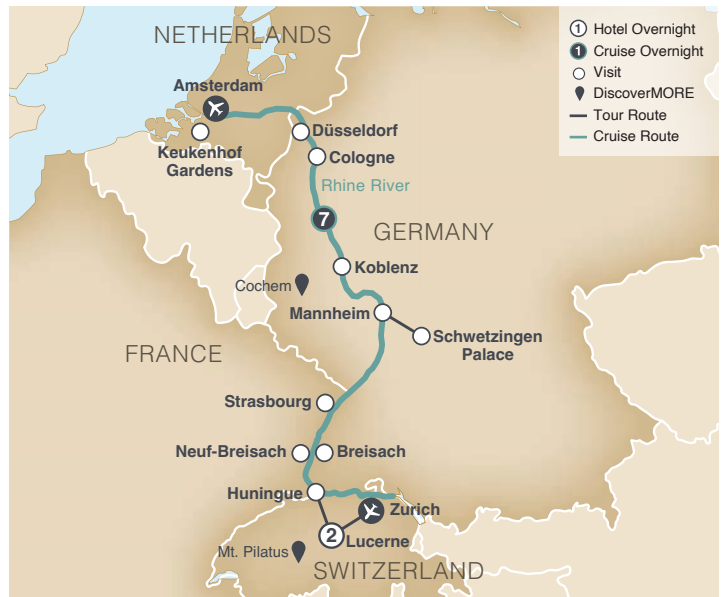 NETHERLANDS
Amsterdam
Keukenhof
Gardens
Düsseldorf
Cologne
Rhine River
7
GERMANY
Koblenz
Cochem
Mannheim
Schwetzingen
Palace
FRANCE
Strasbourg
Neuf-Breisach
Breisach
Huningue
Zurich
2
Lucerne
Mt. Pilatus
SWITZERLAND
1 Hotel Overnight
1 Cruise Overnight
Visit
DiscoverMORE
Tour Route
Cruise Route